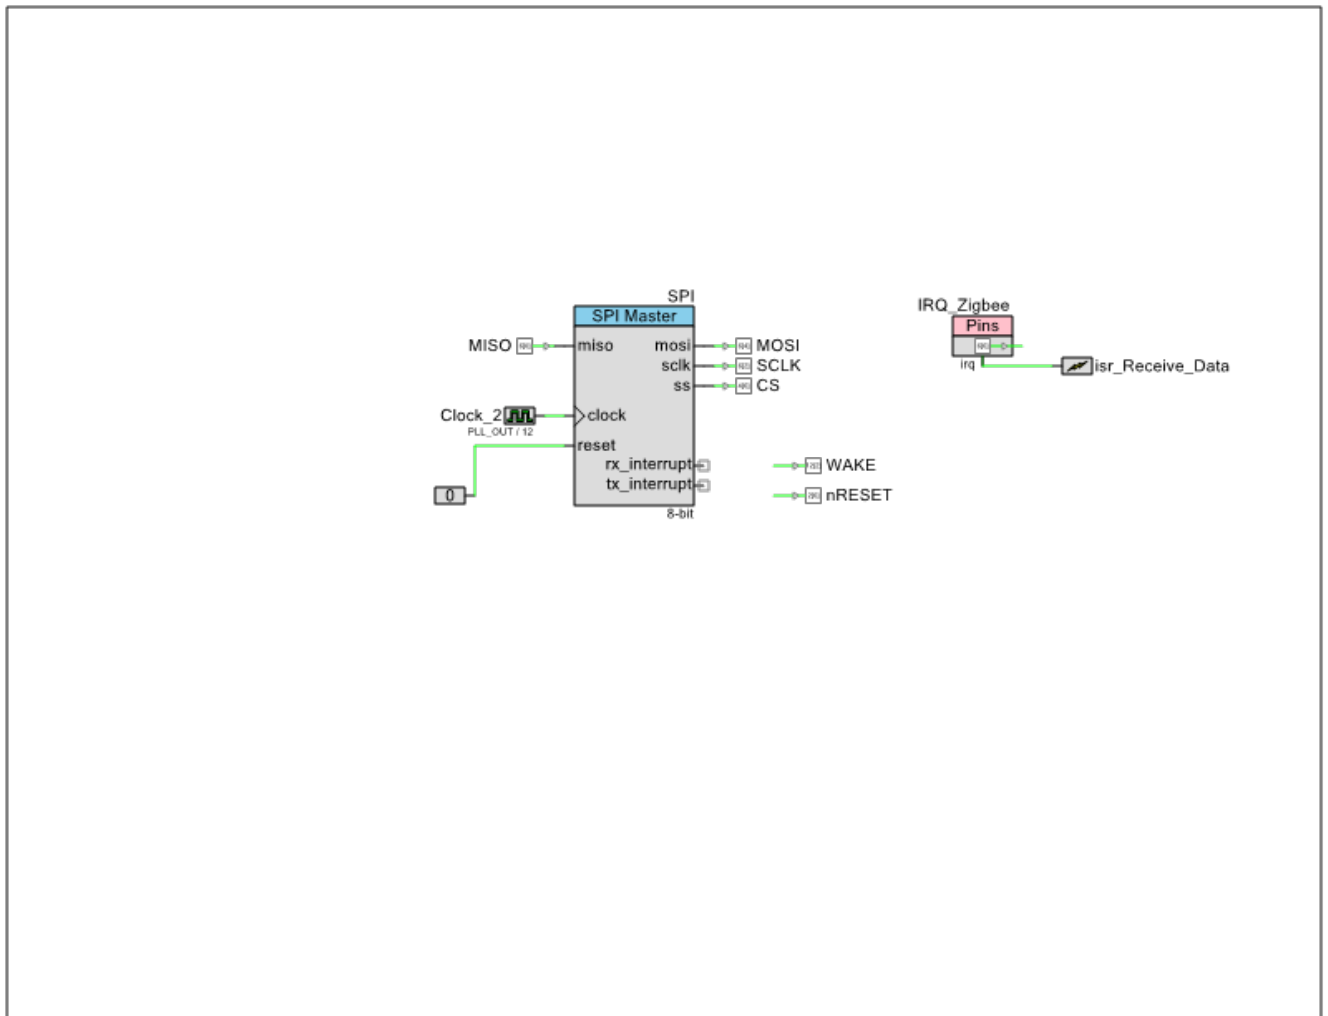 SPI
SPI Master
MISO
miso
mosi
MOSI
sclk
SCLK
ss
CS
Clock_2
clock
PLL_OUT / 12
reset
0
rx_interrupt
tx_interrupt
8-bit
WAKE
nRESET
IRQ_Zigbee
Pins
irq
isr_Receive_Data